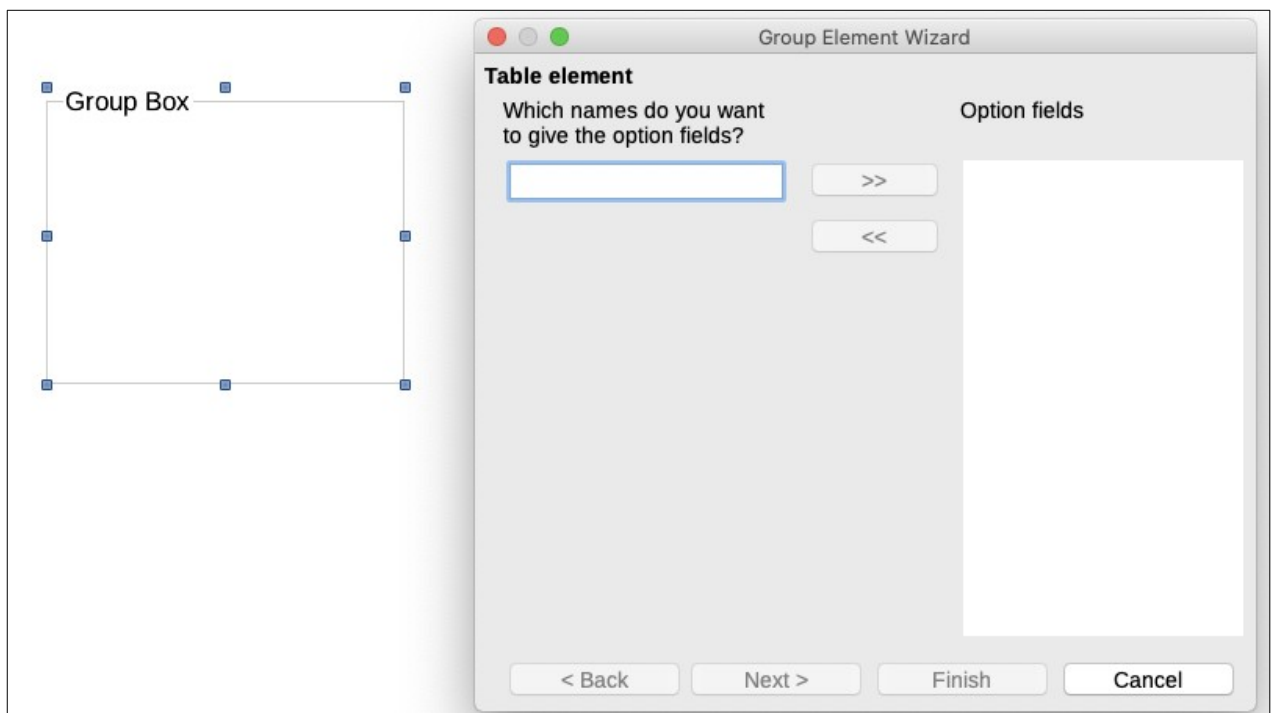 Group Box
Group Element Wizard
Table element
Which names do you want
to give the option fields?
Option fields
>>
<<
< Back
Next >
Finish
Cancel